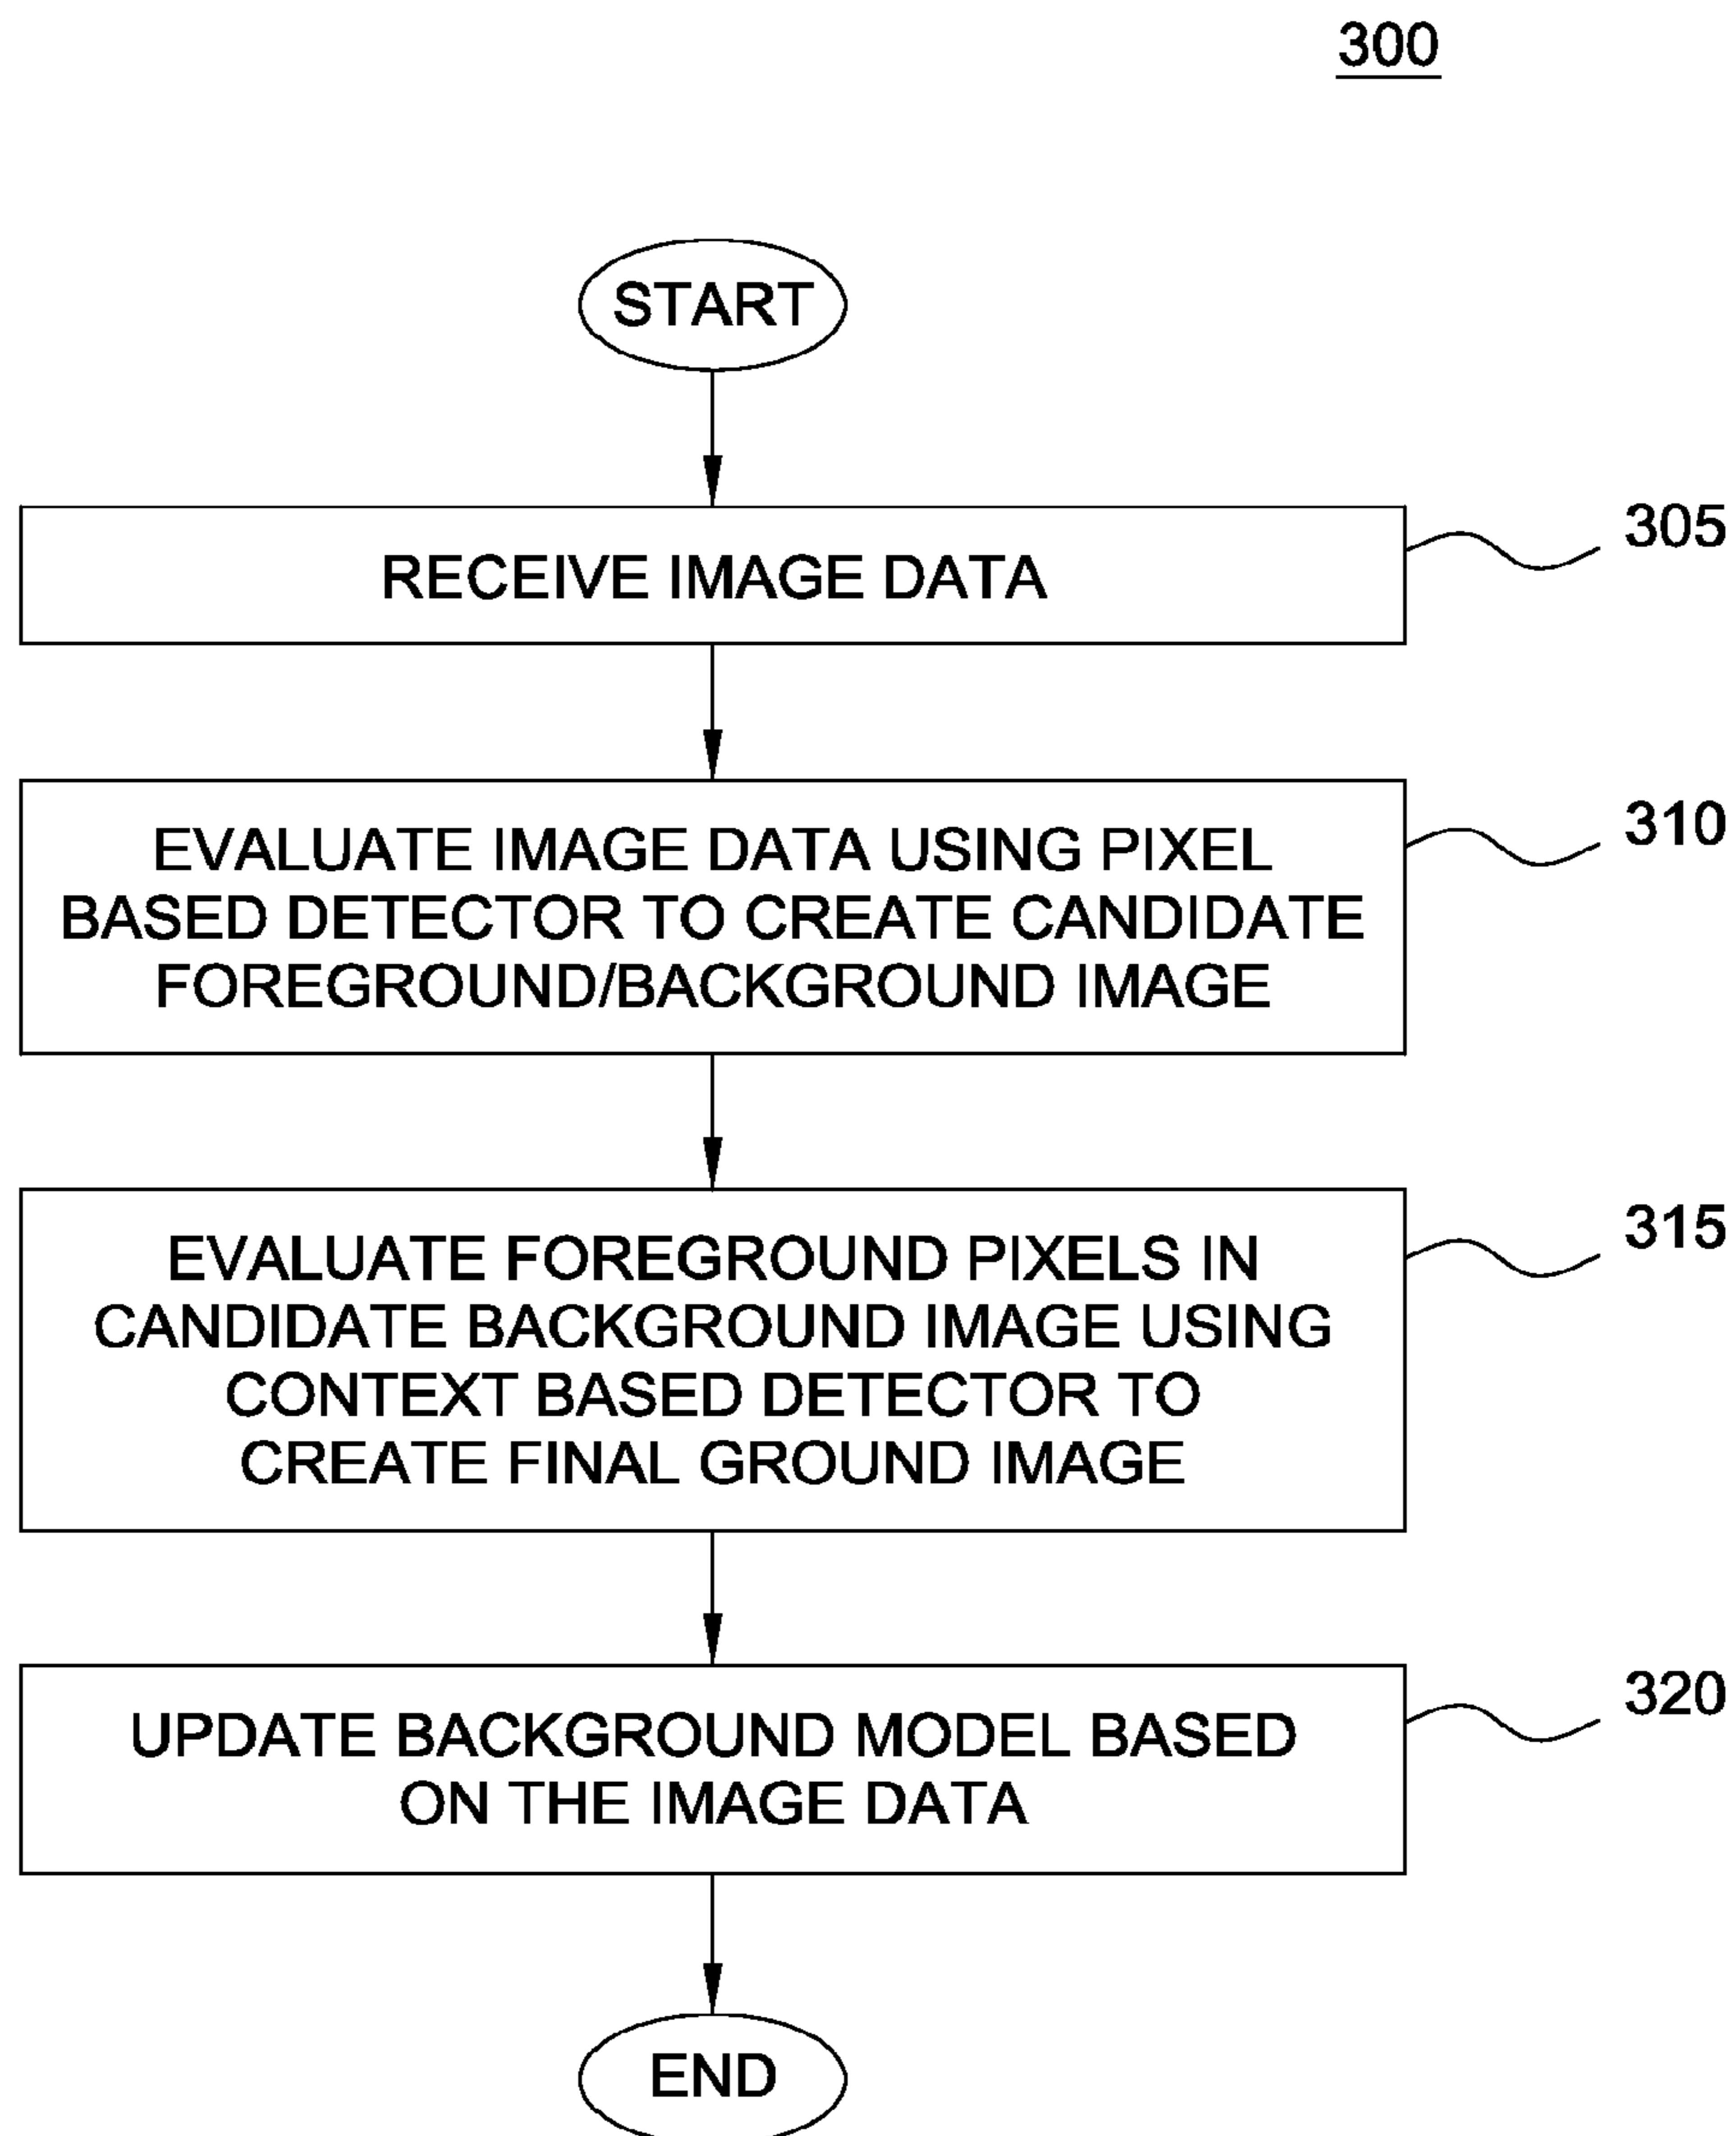 300
START
RECEIVE IMAGE DATA
305
EVALUATE IMAGE DATA USING PIXEL
BASED DETECTOR TO CREATE CANDIDATE
FOREGROUND/BACKGROUND IMAGE
310
EVALUATE FOREGROUND PIXELS IN
CANDIDATE BACKGROUND IMAGE USING
CONTEXT BASED DETECTOR TO
CREATE FINAL GROUND IMAGE
315
UPDATE BACKGROUND MODEL BASED
ON THE IMAGE DATA
320
END